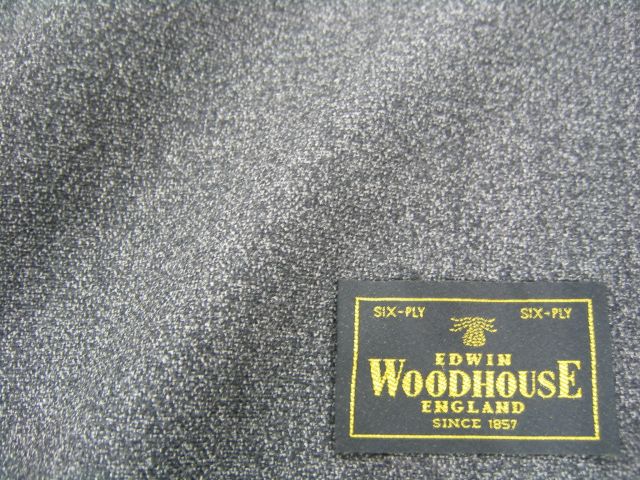 SIX-PLY SIX-PLY
EDWIN
WOODHOUSE
ENGLAND
SINCE 1857